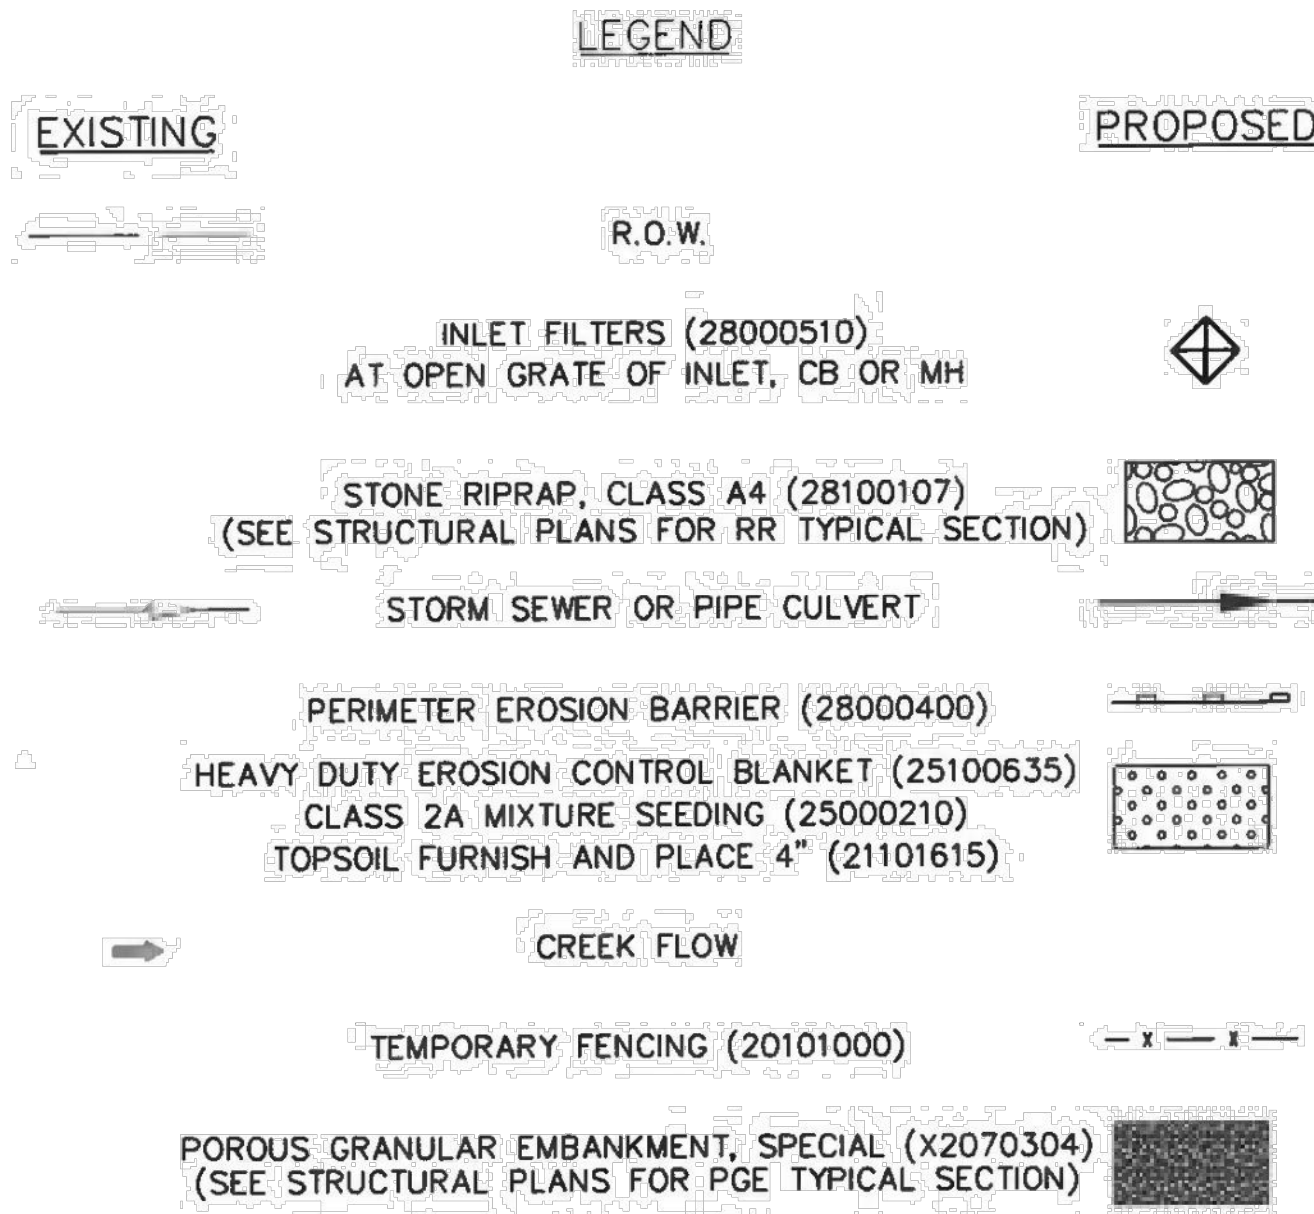 LEGEND
EXISTING PROPOSED
R.O.W.
INLET FILTERS (28000510)
AT OPEN GRATE OF INLET, CB OR MH
STONE RIPRAP, CLASS A4 (28100107)
(SEE STRUCTURAL PLANS FOR RR TYPICAL SECTION)
STORM SEWER OR PIPE CULVERT
PERIMETER EROSION BARRIER (28000400)
HEAVY DUTY EROSION CONTROL BLANKET (25100635)
CLASS 2A MIXTURE SEEDING (25000210)
TOPSOIL FURNISH AND PLACE 4" (21101615)
CREEK FLOW
TEMPORARY FENCING (20101000)
X X
POROUS GRANULAR EMBANKMENT, SPECIAL (X2070304)
(SEE STRUCTURAL PLANS FOR PGE TYPICAL SECTION)